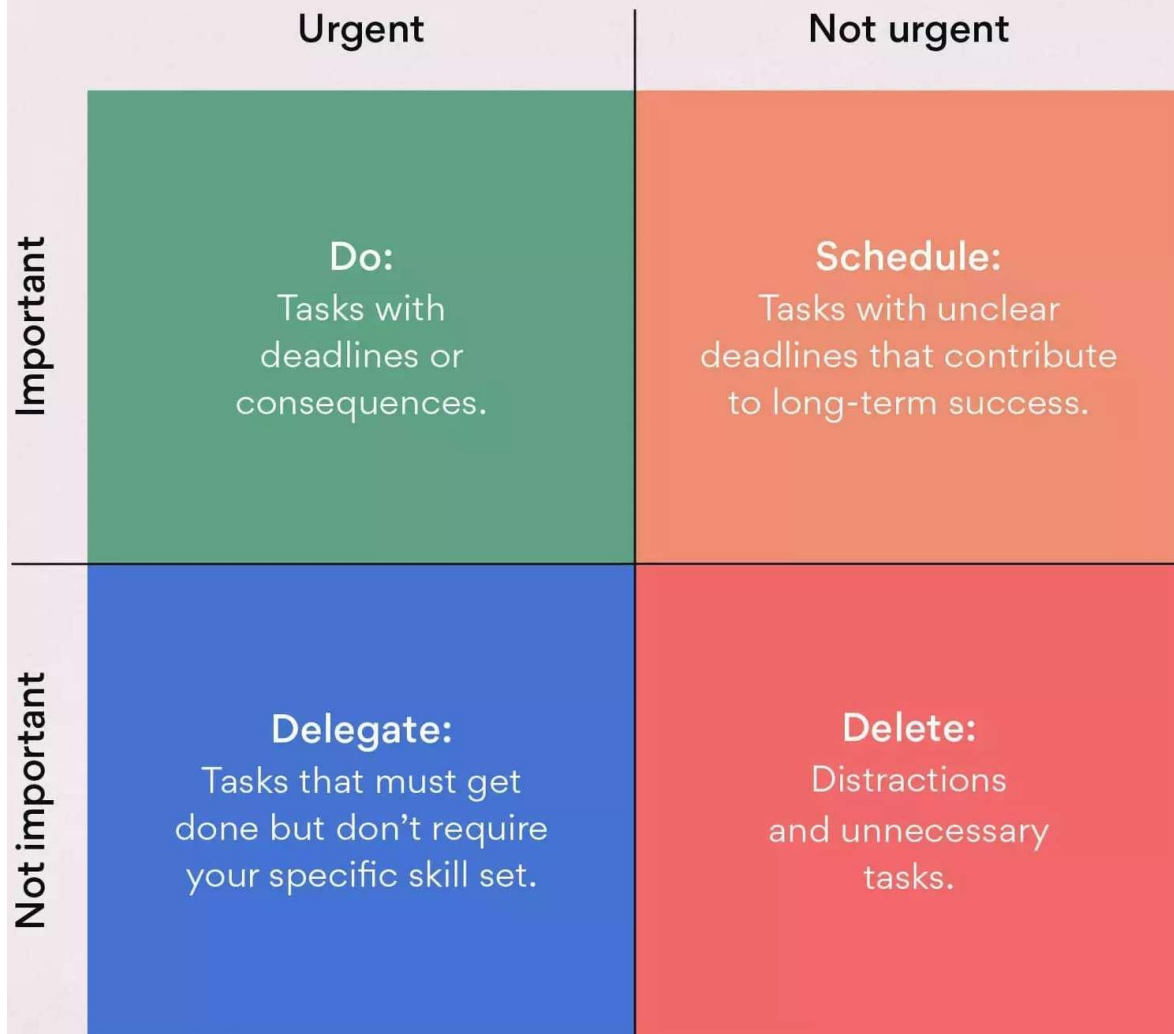 Urgent
Not urgent
Important
Do:
Tasks with
deadlines or
consequences.
Schedule:
Tasks with unclear
deadlines that contribute
to long-term success.
Not important
Delegate:
Tasks that must get
done but don’t require
your specific skill set.
Delete:
Distractions
and unnecessary
tasks.